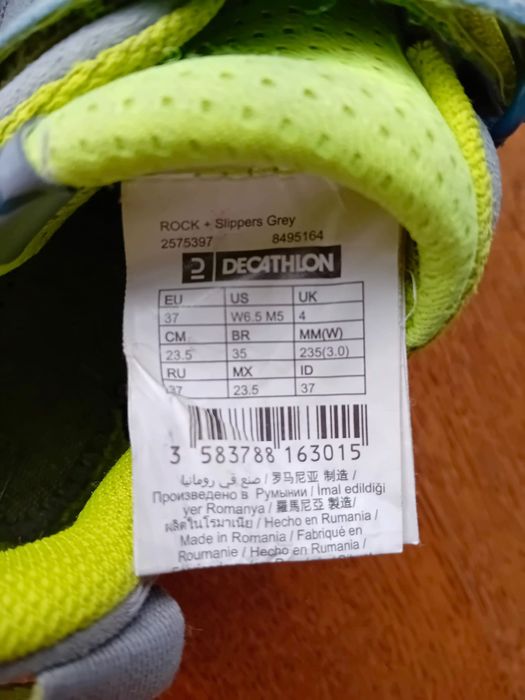 ROCK + Slippers Grey
2575397 8495164
DECATHLON
EU US UK
37 W6.5 M5 4
CM BR MM(W)
23.5 35 235(3.0)
RU MX ID
37 23.5 37
3 583788 163015
صنع في رومانيا / 罗马尼亚 制造 /
Произведено в Румынии / İmal edildiği
yer Romanya / 羅馬尼亞 製造/
ผลิตในโรมาเนีย / Hecho en Rumania /
Made in Romania / Fabriqué en
Roumanie / Hecho en Rumania /